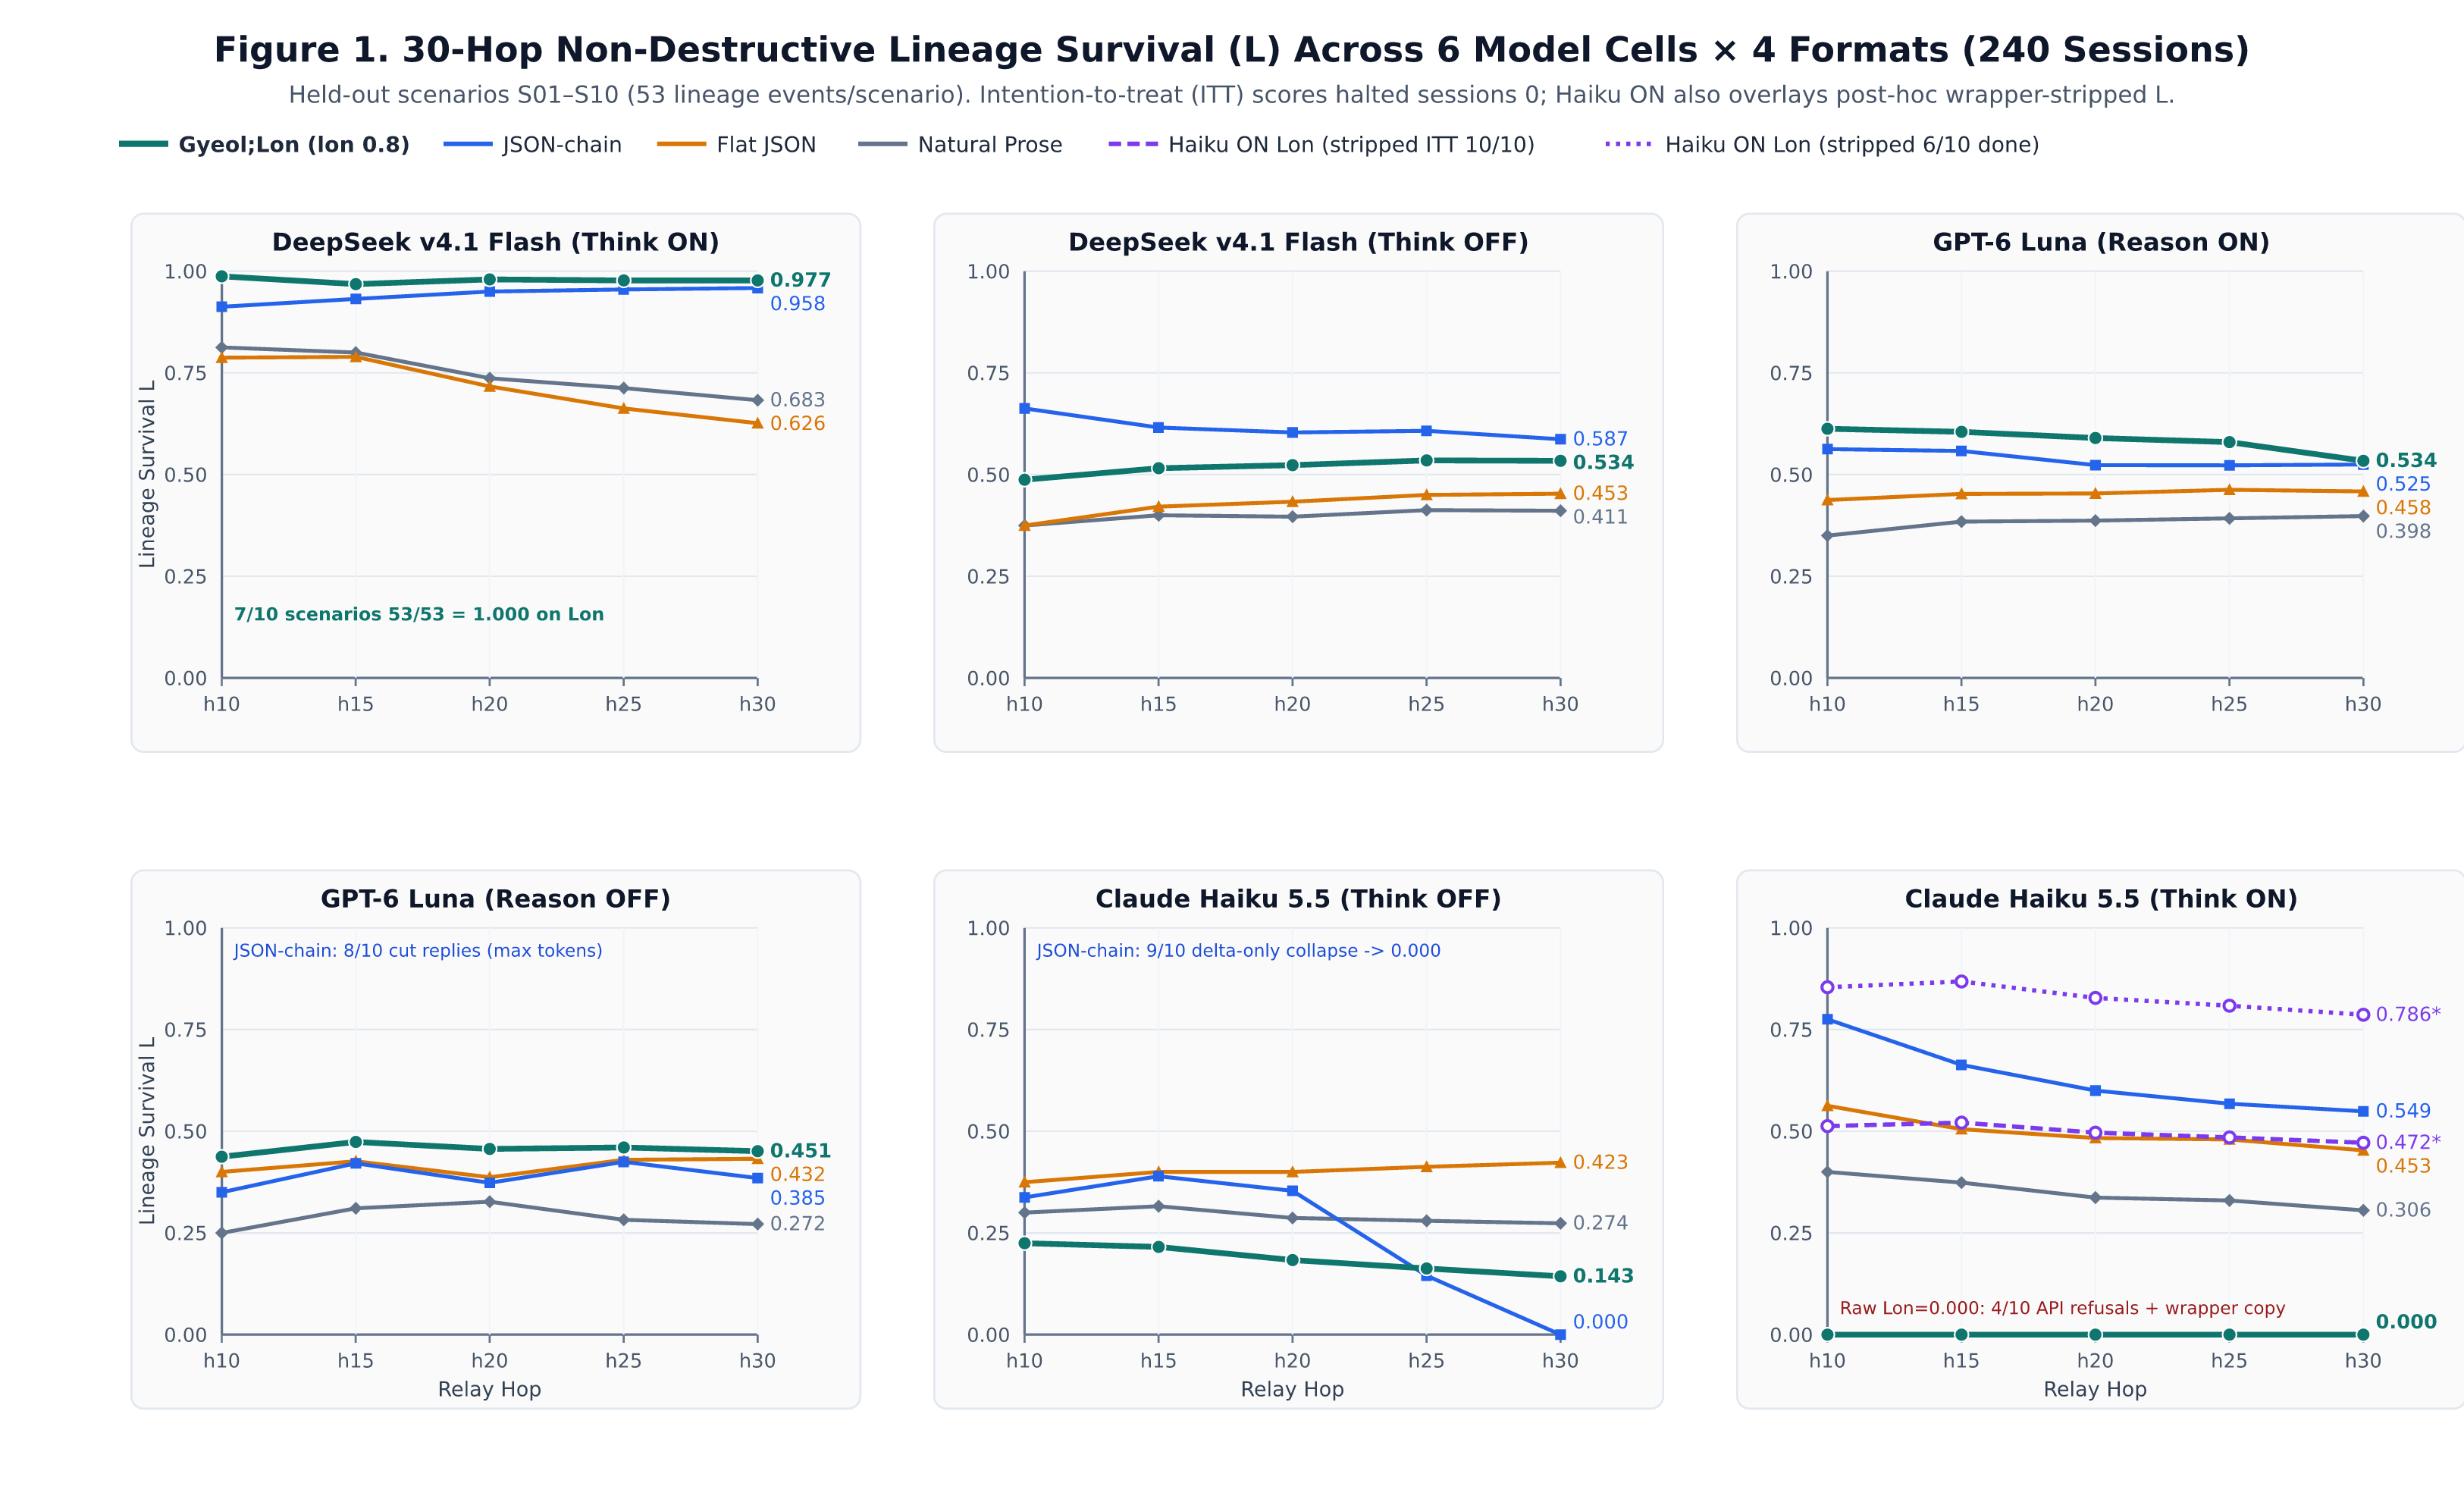 Figure 1. 30-Hop Non-Destructive Lineage Survival (L) Across 6 Model Cells × 4 Formats (240 Sessions)
Held-out scenarios S01–S10 (53 lineage events/scenario). Intention-to-treat (ITT) scores halted sessions 0; Haiku ON also overlays post-hoc wrapper-stripped L.
Gyeol;Lon (lon 0.8) JSON-chain Flat JSON Natural Prose Haiku ON Lon (stripped ITT 10/10) Haiku ON Lon (stripped 6/10 done)
DeepSeek v4.1 Flash (Think ON)
Lineage Survival L
1.00
0.75
0.50
0.25
0.00
0.977
0.958
0.683
0.626
7/10 scenarios 53/53 = 1.000 on Lon
h10 h15 h20 h25 h30
DeepSeek v4.1 Flash (Think OFF)
1.00
0.75
0.50
0.25
0.00
0.587
0.534
0.453
0.411
h10 h15 h20 h25 h30
GPT-6 Luna (Reason ON)
1.00
0.75
0.50
0.25
0.00
0.534
0.525
0.458
0.398
h10 h15 h20 h25 h30
GPT-6 Luna (Reason OFF)
Lineage Survival L
1.00
0.75
0.50
0.25
0.00
JSON-chain: 8/10 cut replies (max tokens)
0.451
0.432
0.385
0.272
h10 h15 h20 h25 h30
Relay Hop
Claude Haiku 5.5 (Think OFF)
1.00
0.75
0.50
0.25
0.00
JSON-chain: 9/10 delta-only collapse -> 0.000
0.423
0.274
0.143
0.000
h10 h15 h20 h25 h30
Relay Hop
Claude Haiku 5.5 (Think ON)
1.00
0.75
0.50
0.25
0.00
0.786*
0.549
0.472*
0.453
0.306
Raw Lon=0.000: 4/10 API refusals + wrapper copy
0.000
h10 h15 h20 h25 h30
Relay Hop